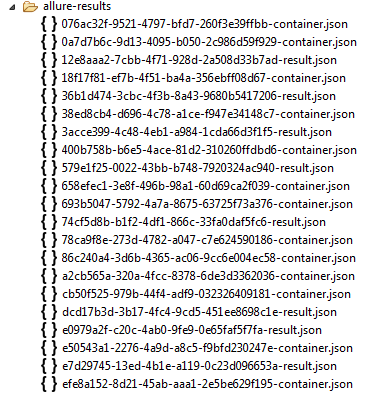 allure-results
{ } 076ac32f-9521-4797-bfd7-260f3e39ffbb-container.json
{ } 0a7d7b6c-9d13-4095-b050-2c986d59f929-container.json
{ } 12e8aaa2-7cbb-4f71-928d-2a508d33b7ad-result.json
{ } 18f17f81-ef7b-4f51-ba4a-356ebff08d67-container.json
{ } 36b1d474-3cbc-4f3b-8a43-9680b5417206-result.json
{ } 38ed8cb4-d696-4c78-a1ce-f947e34148c7-container.json
{ } 3acce399-4c48-4eb1-a984-1cda66d3f1f5-result.json
{ } 400b758b-b6e5-4ace-81d2-310260ffdbd6-container.json
{ } 579e1f25-0022-43bb-b748-7920324ac940-result.json
{ } 658efec1-3e8f-496b-98a1-60d69ca2f039-container.json
{ } 693b5047-5792-4a7a-8675-63725f73a376-container.json
{ } 74cf5d8b-b1f2-4df1-866c-33fa0daf5fc6-result.json
{ } 78ca9f8e-273d-4782-a047-c7e624590186-container.json
{ } 86c240a4-3d6b-4365-ac06-9cc6e004ec58-container.json
{ } a2cb565a-320a-4fcc-8378-6de3d3362036-container.json
{ } cb50f525-979b-44f4-adf9-032326409181-container.json
{ } dcd17b3d-3b17-4fc4-9cd5-451ee8698c1e-result.json
{ } e0979a2f-c20c-4ab0-9fe9-0e65faf5f7fa-result.json
{ } e50543a1-2276-4a9d-a8c5-f9bfd230247e-container.json
{ } e7d29745-13ed-4b1e-a119-0c23d096653a-result.json
{ } efe8a152-8d21-45ab-aaa1-2e5be629f195-container.json